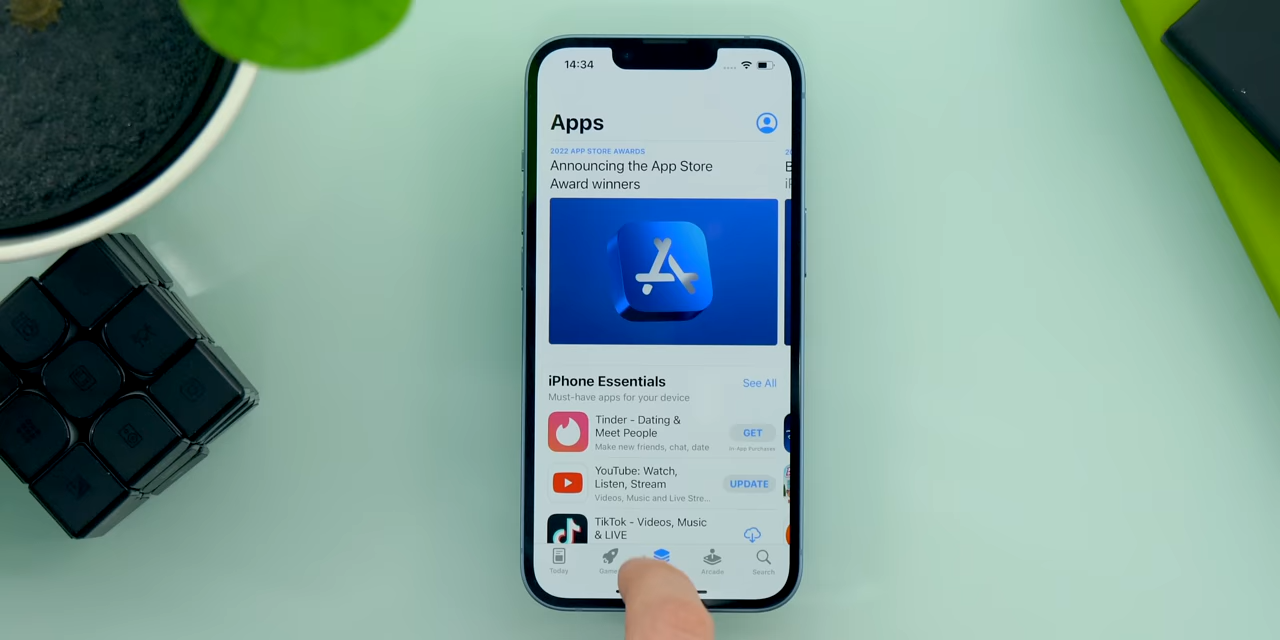 14:34
Apps
2022 APP STORE AWARDS
Announcing the App Store
Award winners
iPhone Essentials
See All
Must-have apps for your device
Tinder - Dating &
Meet People
Make new friends, chat, date
GET
In-App Purchases
YouTube: Watch,
Listen, Stream
Videos, Music and Live Stre...
UPDATE
TikTok - Videos, Music
& LIVE
Today
Arcade
Search